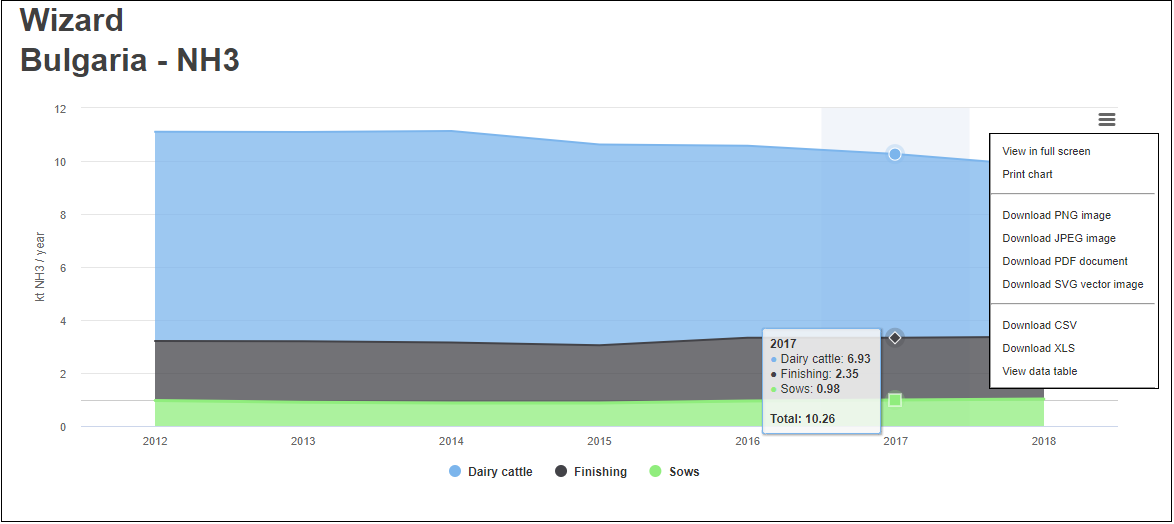 Wizard
Bulgaria - NH3
12
10
8
6
4
2
0
kt NH3 / year
View in full screen
Print chart
Download PNG image
Download JPEG image
Download PDF document
Download SVG vector image
Download CSV
Download XLS
View data table
2017
Dairy cattle: 6.93
Finishing: 2.35
Sows: 0.98
Total: 10.26
2012 2013 2014 2015 2016 2017 2018
Dairy cattle Finishing Sows